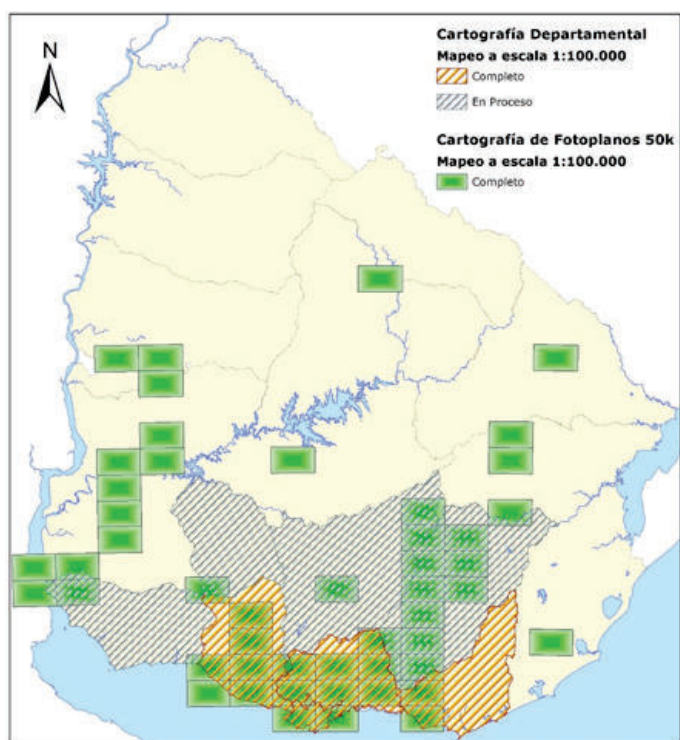 N
Cartografía Departamental
Mapeo a escala 1:100.000
Completo
En Proceso
Cartografía de Fotoplanos 50k
Mapeo a escala 1:100.000
Completo